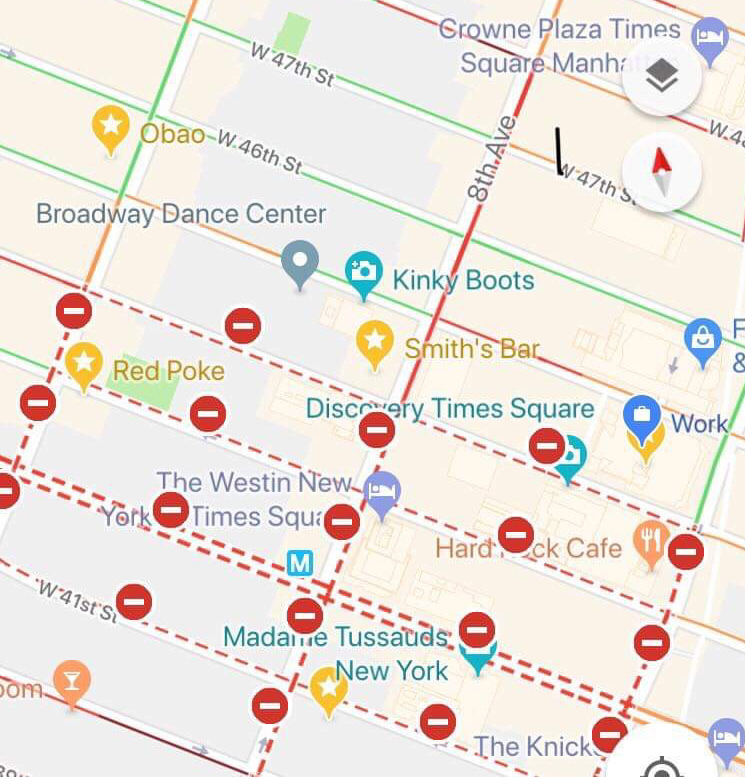 Crowne Plaza Times
Square Manha
W 47th St
8th Ave
Obao
W 46th St
W 47th St
Broadway Dance Center
Kinky Boots
Smith's Bar
Red Poke
Discovery Times Square
Work
The Westin New
York Times Squa
Hard Rock Cafe
M
W 41st St
Madame Tussauds
New York
oom
The Knick